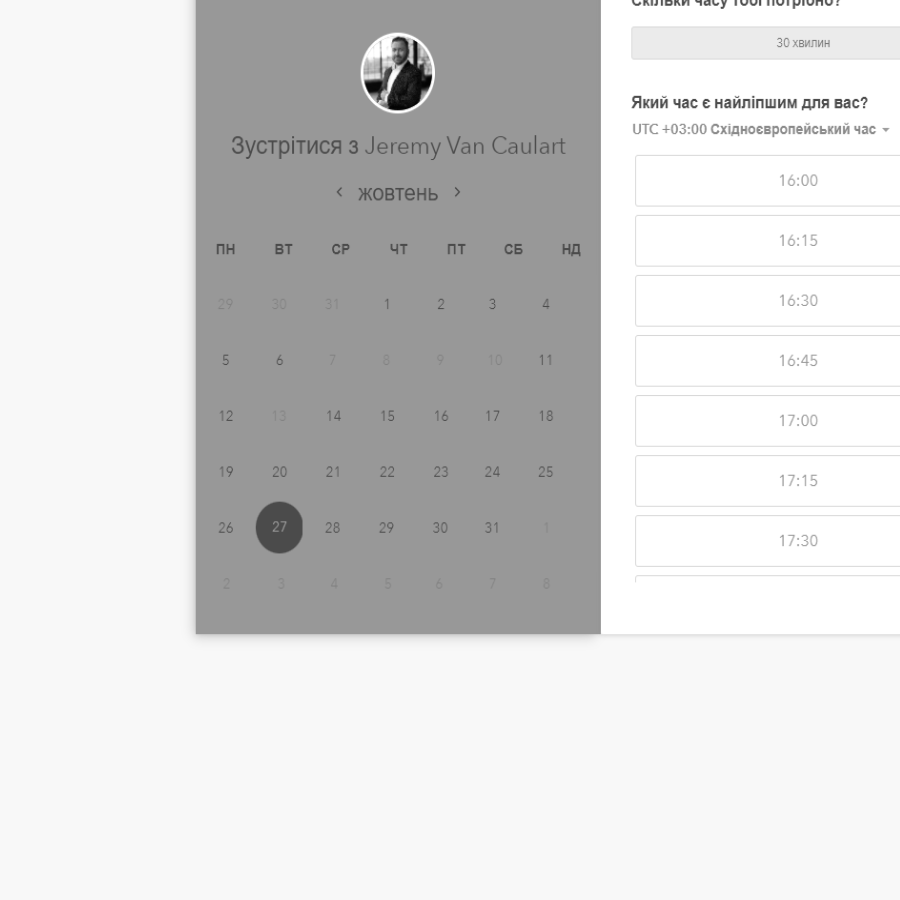 Скільки часу тобі потрібно?
30 хвилин
Який час є найліпшим для вас?
UTC +03:00 Східноєвропейський час
16:00
16:15
16:30
16:45
17:00
17:15
17:30
Зустрітися з Jeremy Van Caulart
жовтень
ПН ВТ СР ЧТ ПТ СБ НД
29 30 31 1 2 3 4
5 6 7 8 9 10 11
12 13 14 15 16 17 18
19 20 21 22 23 24 25
26 27 28 29 30 31 1
2 3 4 5 6 7 8